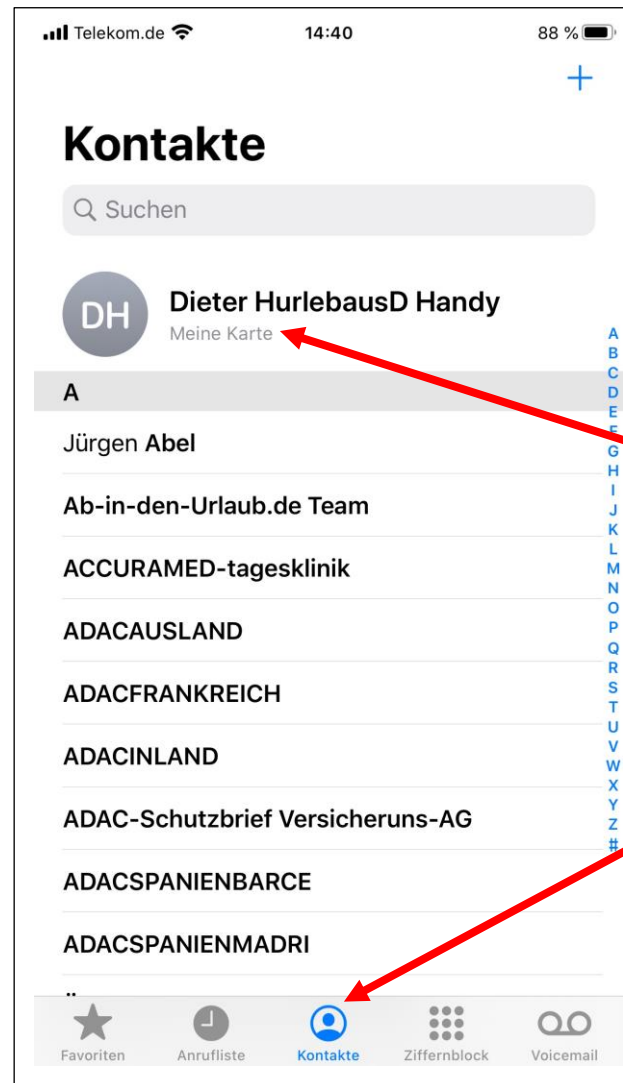 Telekom.de 14:40 88 %
+
Kontakte
Suchen
DH
Dieter HurlebausD Handy
Meine Karte
A
Jürgen Abel
Ab-in-den-Urlaub.de Team
ACCURAMED-tagesklinik
ADACAUSLAND
ADACFRANKREICH
ADACINLAND
ADAC-Schutzbrief Versicheruns-AG
ADACSPANIENBARCE
ADACSPANIENMADRI
A
B
C
D
E
F
G
H
I
J
K
L
M
N
O
P
Q
R
S
T
U
V
W
X
Y
Z
#
Favoriten Anrufliste Kontakte Ziffernblock Voicemail